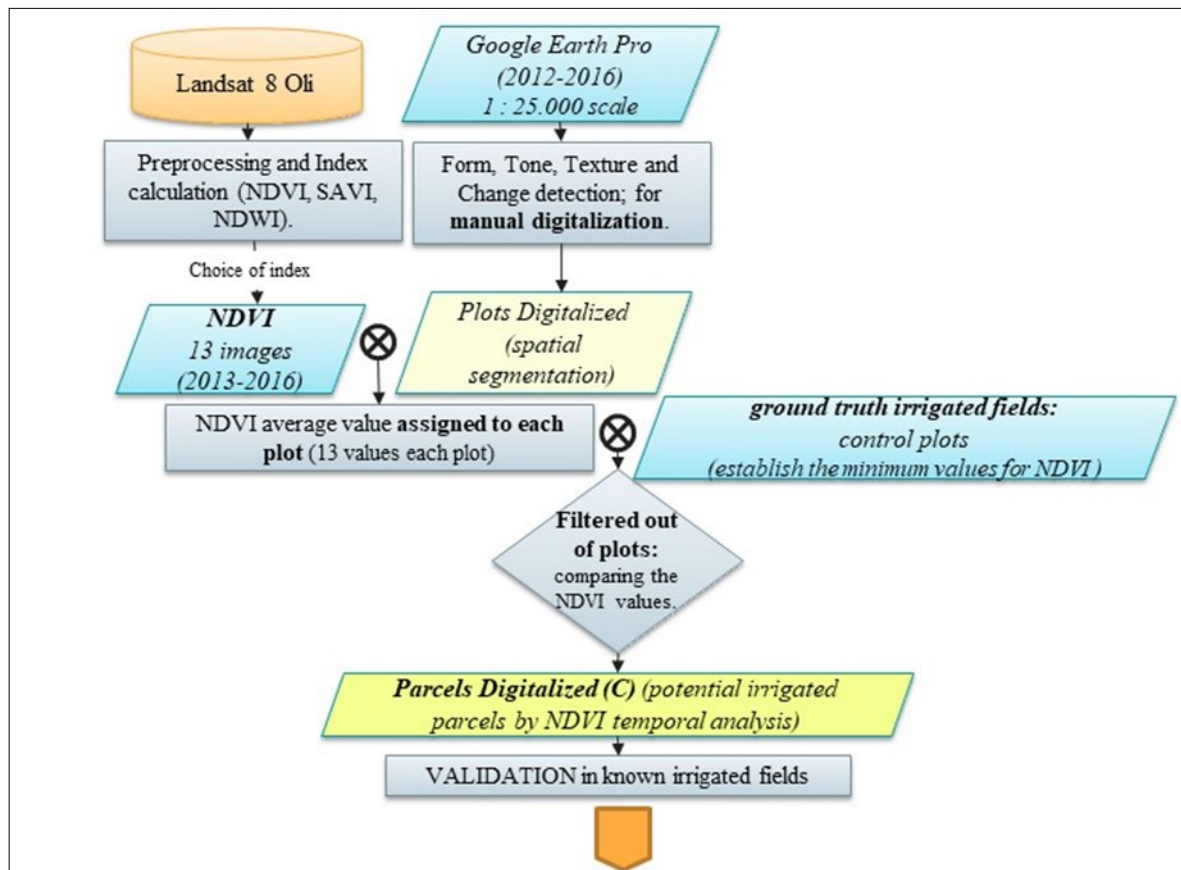 Landsat 8 Oli
Google Earth Pro
(2012-2016)
1 : 25.000 scale
Preprocessing and Index
calculation (NDVI, SAVI,
NDWI).
Form, Tone, Texture and
Change detection; for
manual digitalization.
Choice of index
NDVI
13 images
(2013-2016)
Plots Digitalized
(spatial
segmentation)
NDVI average value assigned to each
plot (13 values each plot)
ground truth irrigated fields:
control plots
(establish the minimum values for NDVI )
Filtered out
of plots:
comparing the
NDVI values.
Parcels Digitalized (C) (potential irrigated
parcels by NDVI temporal analysis)
VALIDATION in known irrigated fields